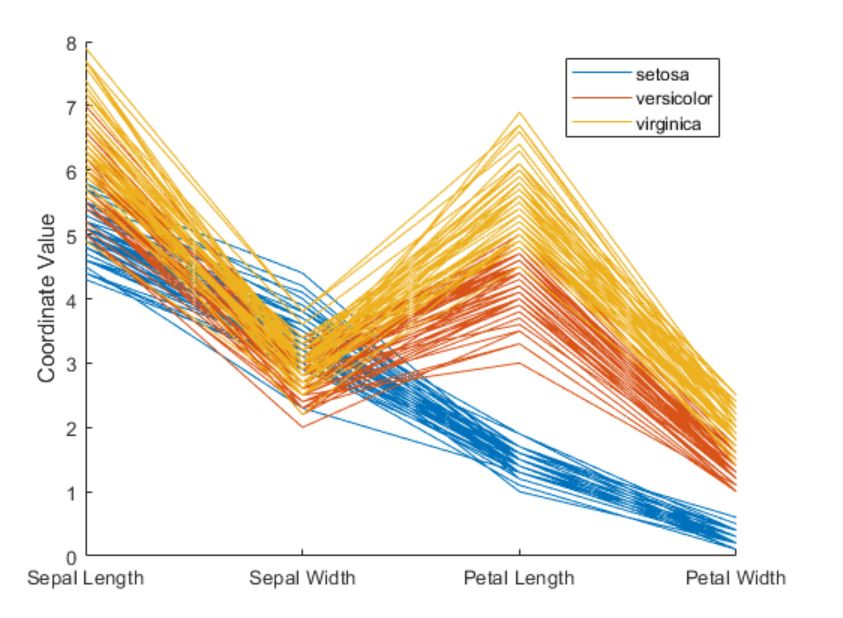 8
7
6
5
4
3
2
1
0
Coordinate Value
setosa
versicolor
virginica
Sepal Length Sepal Width Petal Length Petal Width